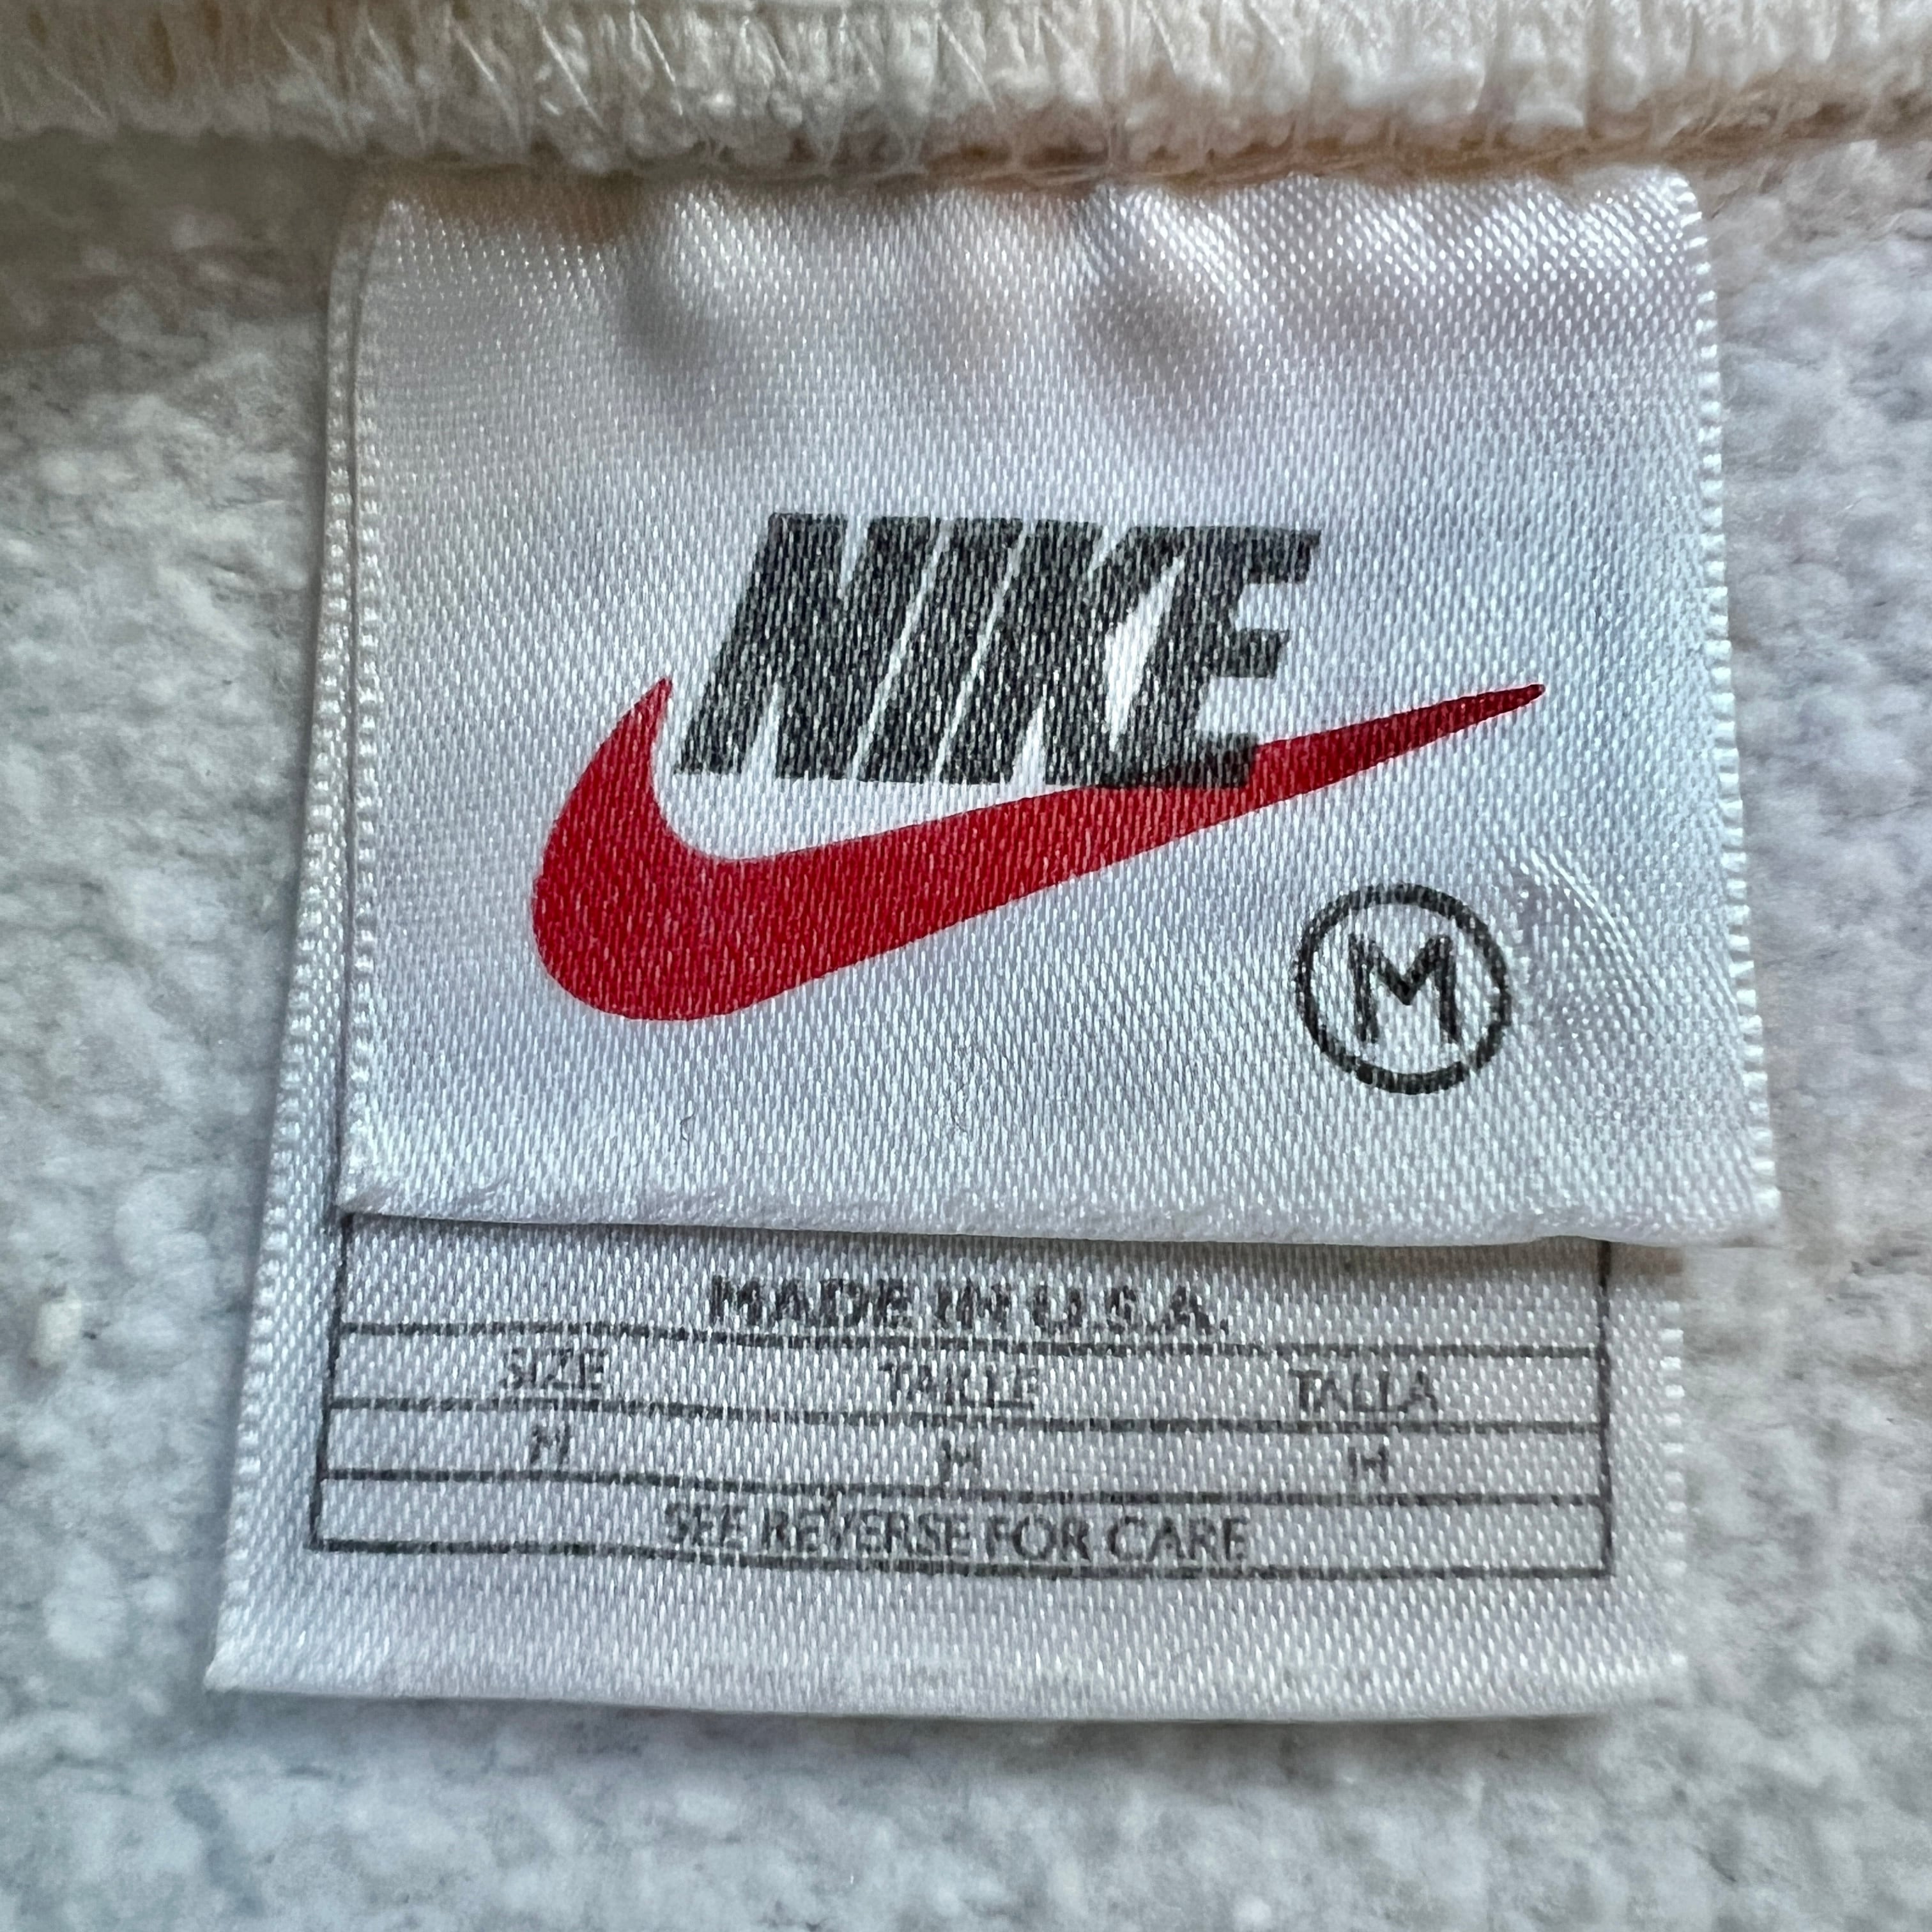 NIKE
M
MADE IN U.S.A.
SIZE TAILLE TALLA
M M M
SEE REVERSE FOR CARE